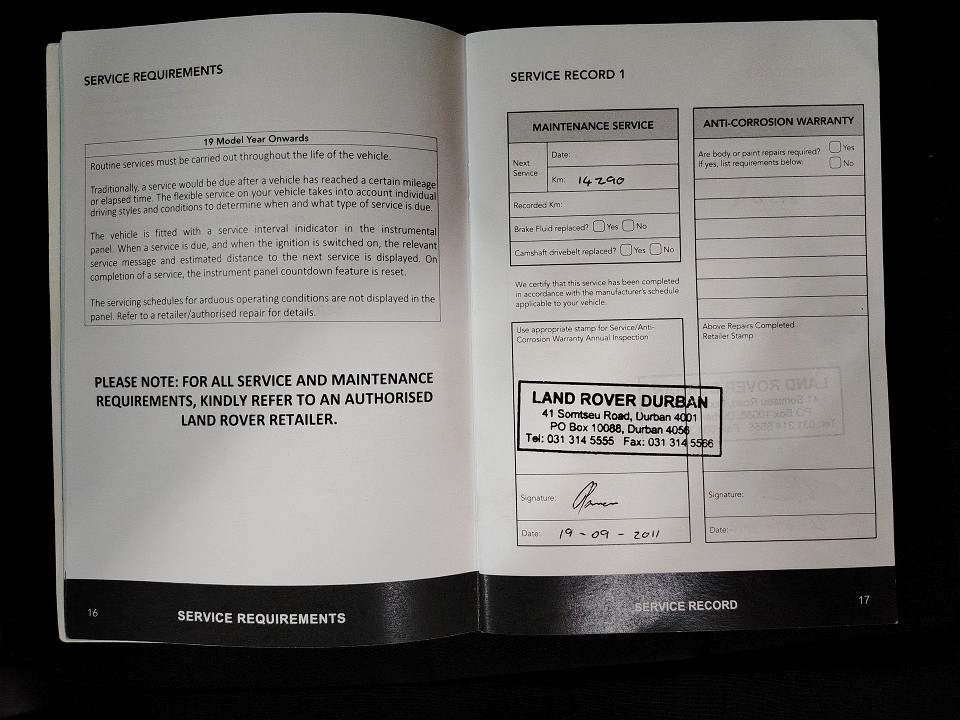 SERVICE REQUIREMENTS
19 Model Year Onwards
Routine services must be carried out throughout the life of the vehicle.
Traditionally, a service would be due after a vehicle has reached a certain mileage
or elapsed time. The flexible service on your vehicle takes into account individual
driving styles and conditions to determine when and what type of service is due.
The vehicle is fitted with a service interval inidicator in the instrumental
panel. When a service is due, and when the ignition is switched on, the relevant
service message and estimated distance to the next service is displayed. On
completion of a service, the instrument panel countdown feature is reset.
The servicing schedules for arduous operating conditions are not displayed in the
panel. Refer to a retailer/authorised repair for details.
PLEASE NOTE: FOR ALL SERVICE AND MAINTENANCE
REQUIREMENTS, KINDLY REFER TO AN AUTHORISED
LAND ROVER RETAILER.
16
SERVICE REQUIREMENTS
SERVICE RECORD 1
MAINTENANCE SERVICE
Next
Service
Date:
Km: 14290
Recorded Km:
Brake Fluid replaced? Yes No
Camshaft drivebelt replaced? Yes No
We certify that this service has been completed
in accordance with the manufacturer's schedule
applicable to your vehicle.
Use appropriate stamp for Service/Anti-
Corrosion Warranty Annual Inspection
LAND ROVER DURBAN
41 Somtseu Road, Durban 4001
PO Box 10088, Durban 4056
Tel: 031 314 5555 Fax: 031 314 5566
Signature:
Date: 19-09-2011
ANTI-CORROSION WARRANTY
Are body or paint repairs required? Yes
If yes, list requirements below. No
Above Repairs Completed
Retailer Stamp
Signature:
Date:
SERVICE RECORD
17